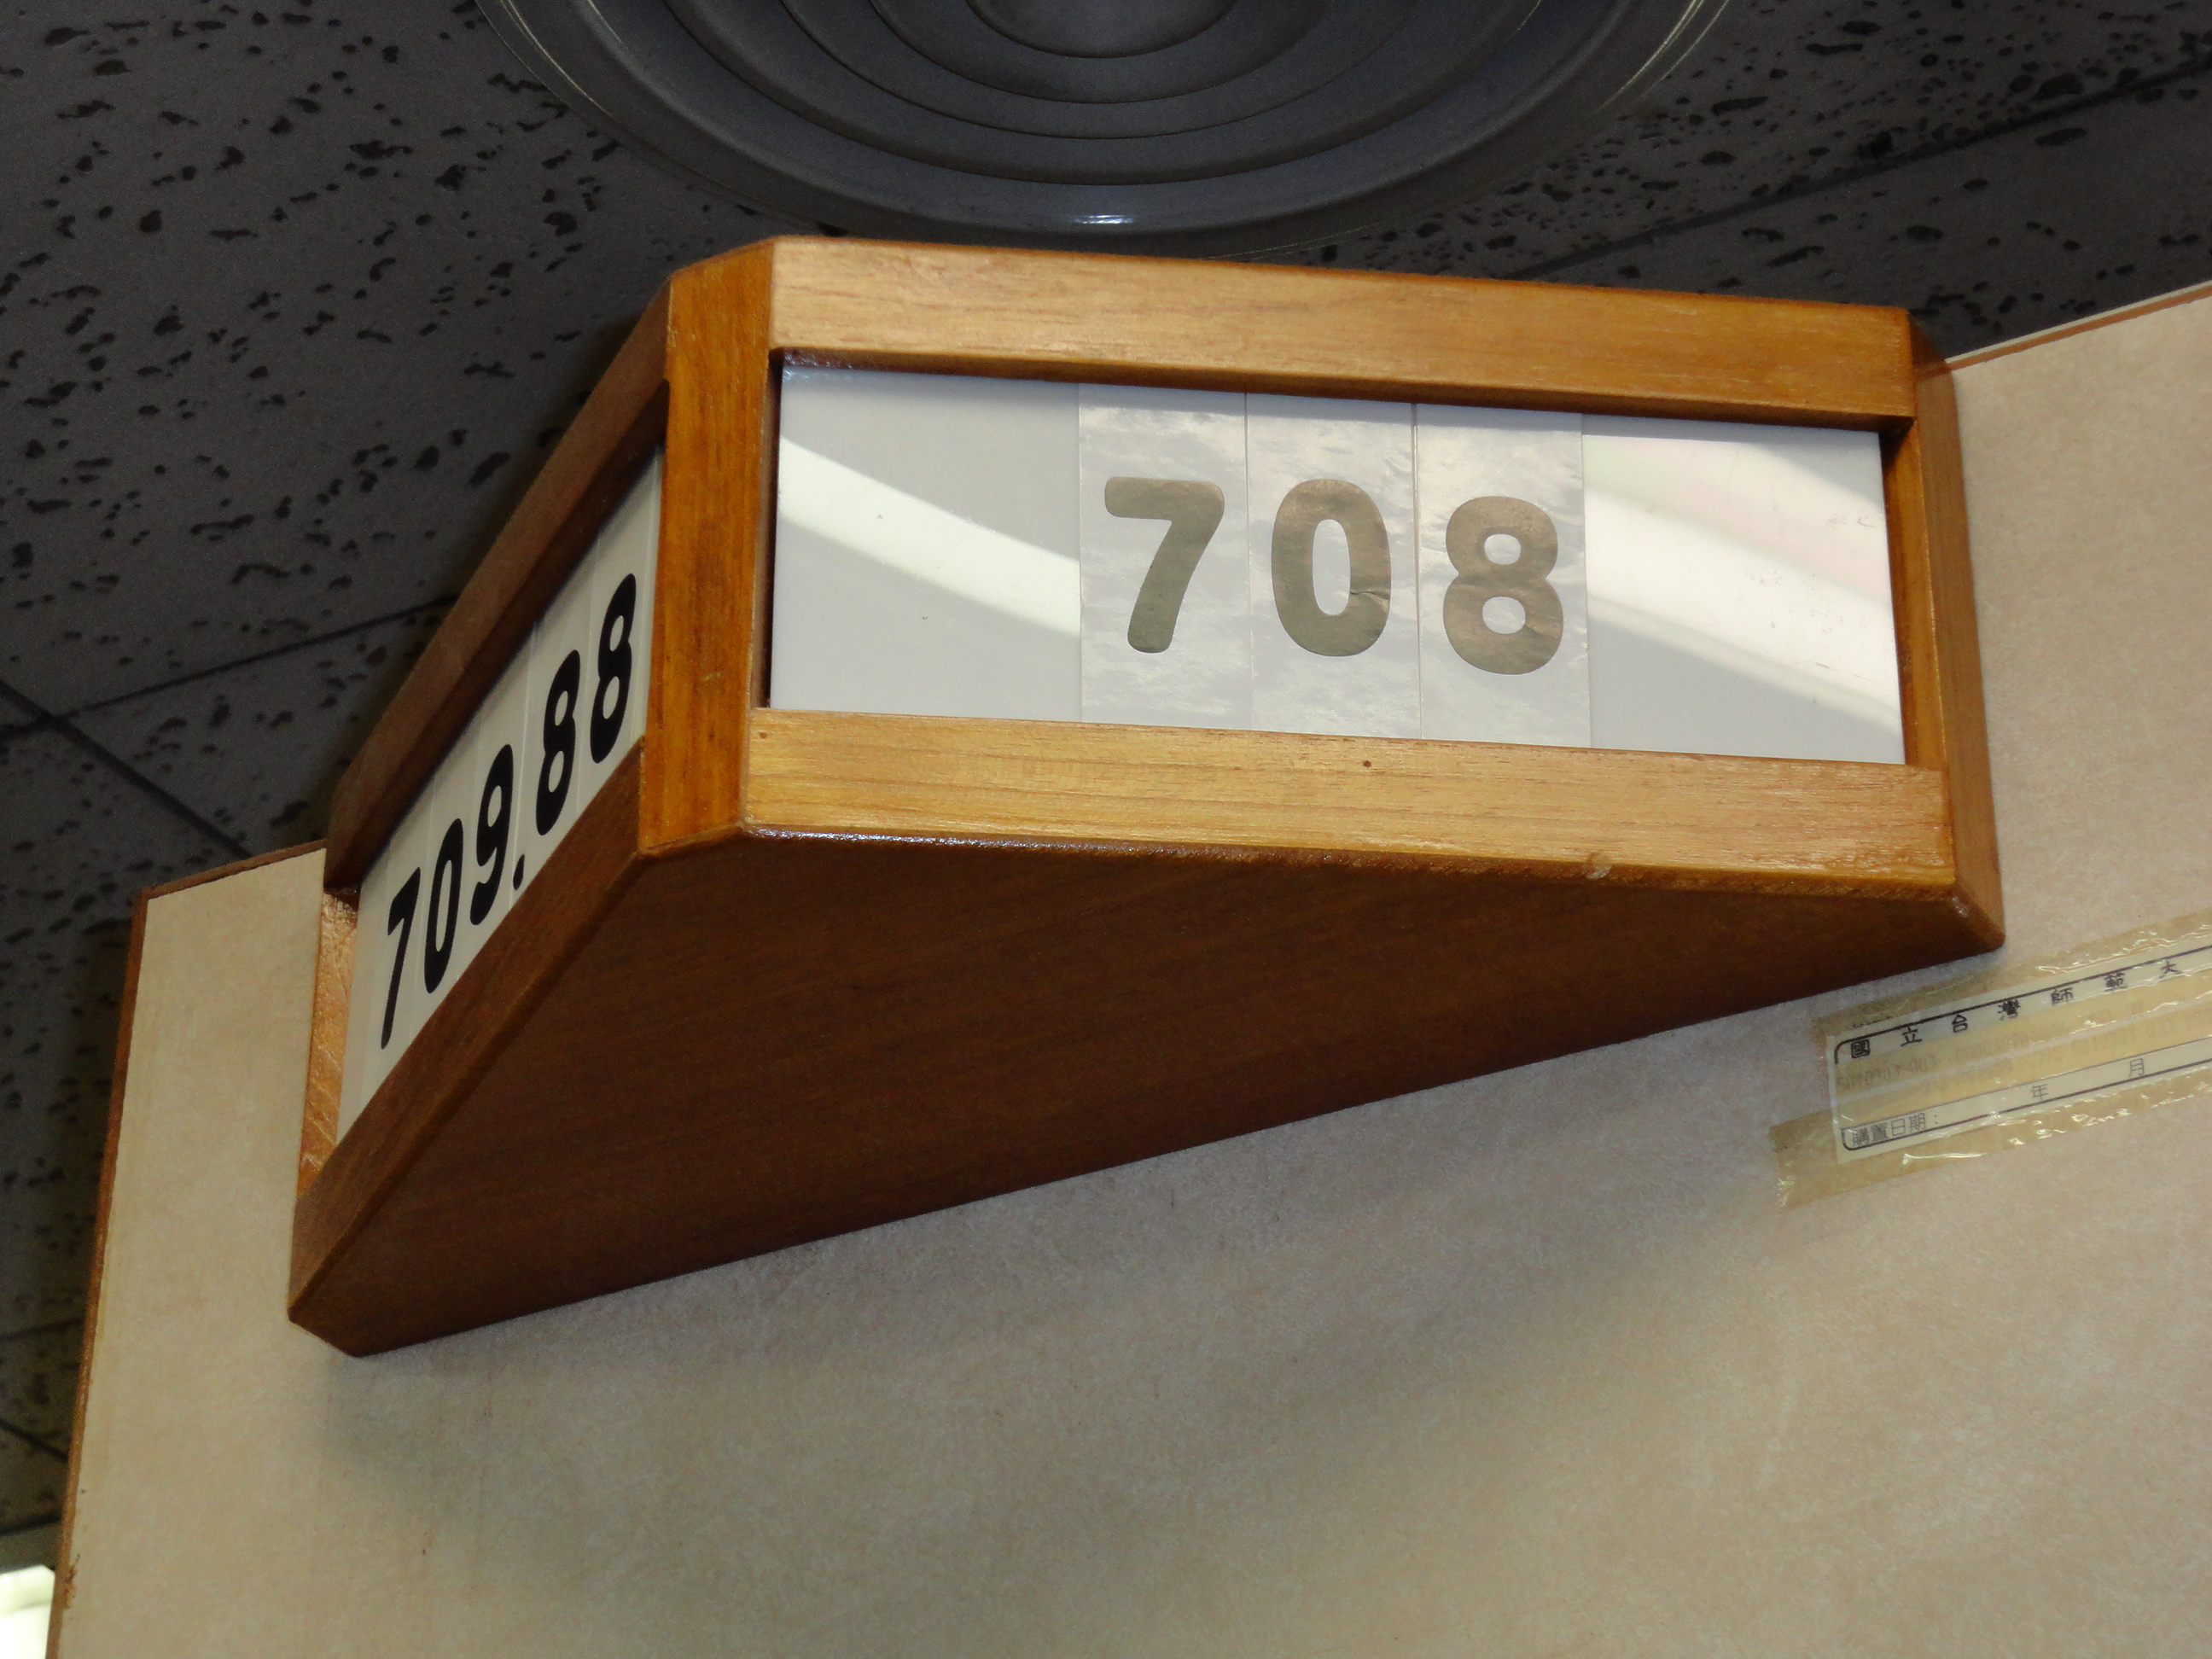 708
709.88
國立台灣師範大
年 月
購置日期：